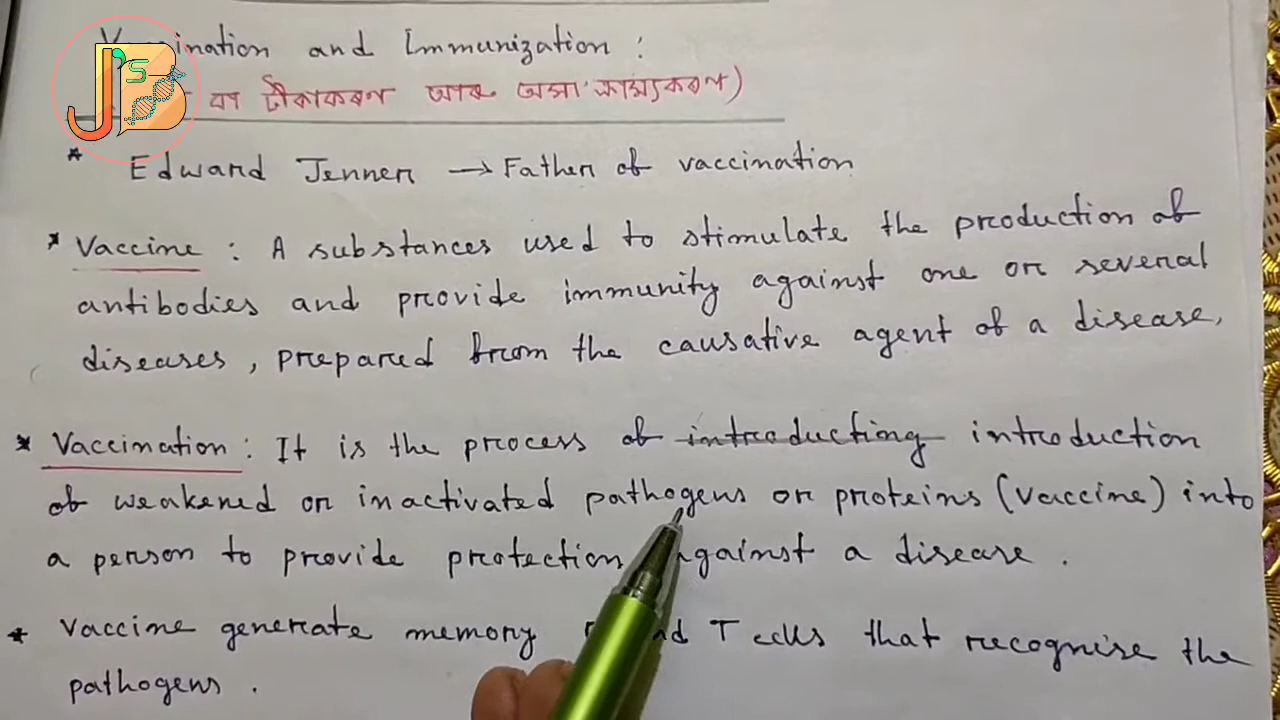 and Immunization :
বা টীকাকৰণ আৰু অনাক্ৰাম্যকৰণ)
JB's
* Edward Jenner → Father of vaccination
* Vaccine : A substances used to stimulate the production of
antibodies and provide immunity against one or several
diseases, prepared from the causative agent of a disease,
* Vaccination : It is the process of introducting introduction
of weakened or inactivated pathogens or proteins (vaccine) into
a person to provide protection against a disease .
* Vaccine generate memory T cells that recognise the
pathogens .